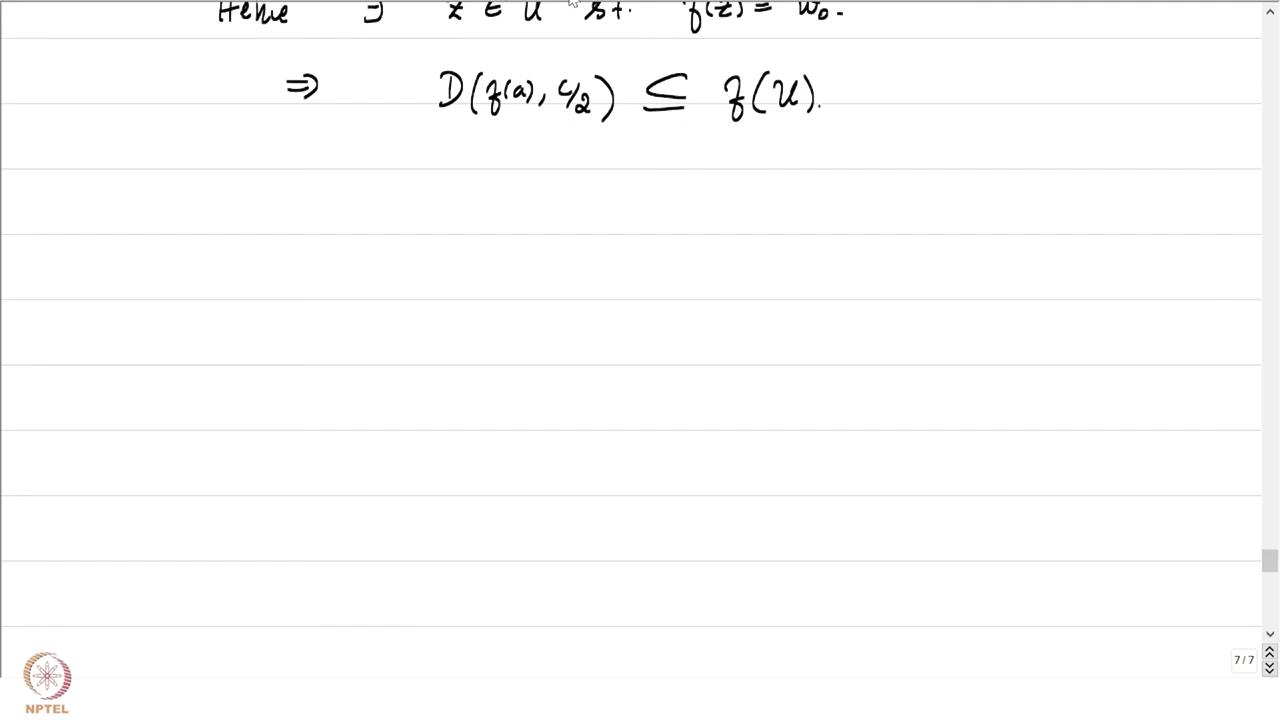 Hence ∃ z ∈ U s.t. f(z) = w₀.
⇒ D(f(a), c/2) ⊆ f(U).
7 / 7
NPTEL